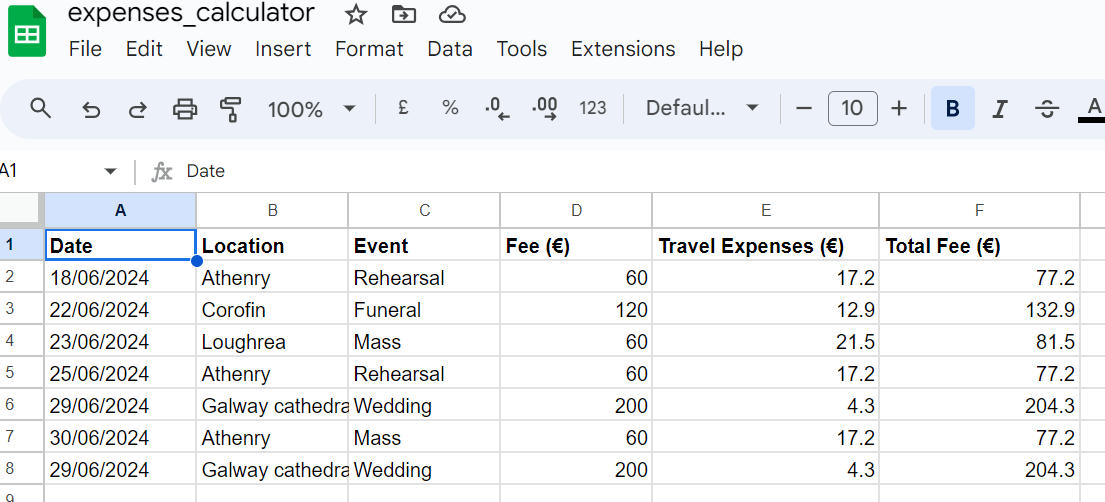 expenses_calculator
File Edit View Insert Format Data Tools Extensions Help
100% £ % .0 .00 123 Defaul... 10 B I S A
A1 fx Date
A B C D E F
1 Date Location Event Fee (€) Travel Expenses (€) Total Fee (€)
2 18/06/2024 Athenry Rehearsal 60 17.2 77.2
3 22/06/2024 Corofin Funeral 120 12.9 132.9
4 23/06/2024 Loughrea Mass 60 21.5 81.5
5 25/06/2024 Athenry Rehearsal 60 17.2 77.2
6 29/06/2024 Galway cathedra Wedding 200 4.3 204.3
7 30/06/2024 Athenry Mass 60 17.2 77.2
8 29/06/2024 Galway cathedra Wedding 200 4.3 204.3
9